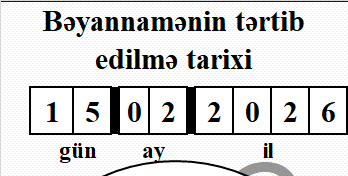 Bəyannamənin tərtib
edilmə tarixi
1 5 0 2 2 0 2 6
gün ay il